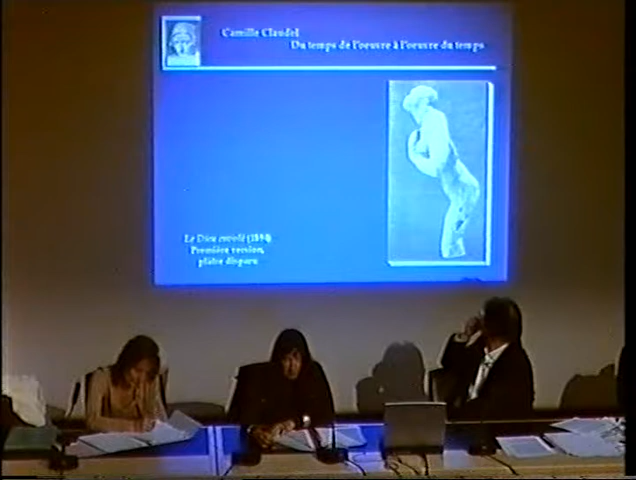 Camille Claudel
Du temps de l'oeuvre à l'oeuvre du temps
Le Dieu envolé (1894)
Première version,
plâtre disparu